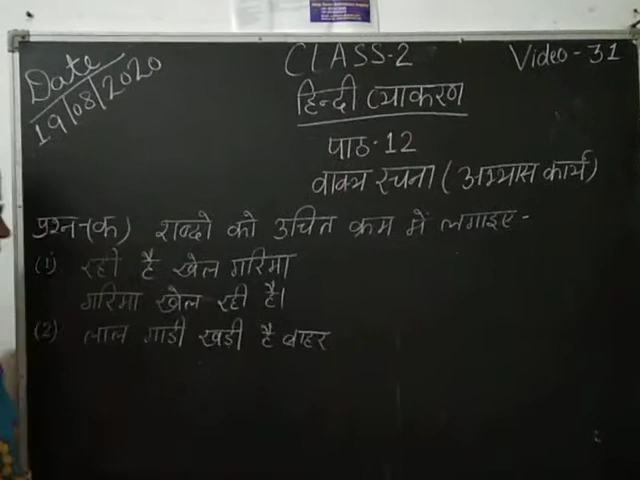 Date
19/08/2020
CLASS-2
Video - 31
हिन्दी व्याकरण
पाठ-12
वाक्य रचना (अभ्यास कार्य)
प्रश्न-(क) शब्दो को उचित क्रम में लगाइए-
(1) रही है खेल गरिमा
गरिमा खेल रही है।
(2) लाल गाडी खड़ी है बाहर